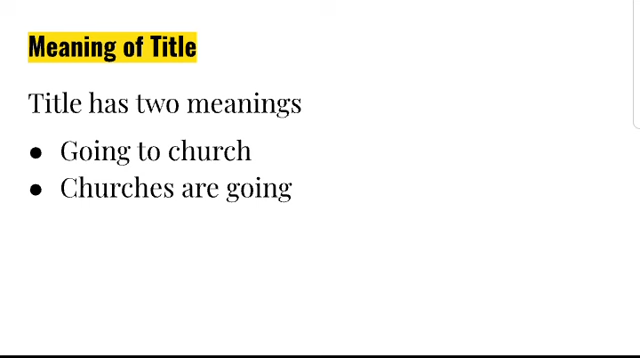 Meaning of Title
Title has two meanings
● Going to church
● Churches are going